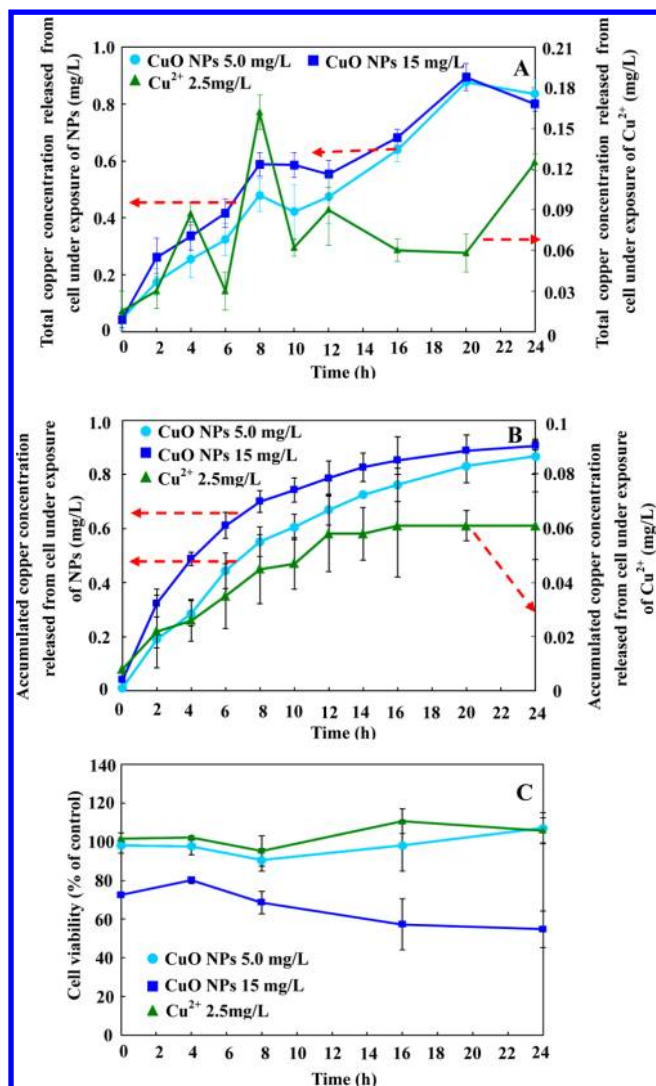 Total copper concentration released from
cell under exposure of NPs (mg/L)
1.0
0.8
0.6
0.4
0.2
0
CuO NPs 5.0 mg/L
CuO NPs 15 mg/L
Cu²⁺ 2.5mg/L
A
0.21
0.18
0.15
0.12
0.09
0.06
0.03
0
Total copper concentration released from
cell under exposure of Cu²⁺ (mg/L)
0 2 4 6 8 10 12 14 16 18 20 22 24
Time (h)
Accumulated copper concentration
released from cell under exposure
of NPs (mg/L)
1.0
0.8
0.6
0.4
0.2
0
CuO NPs 5.0 mg/L
CuO NPs 15 mg/L
Cu²⁺ 2.5mg/L
B
0.1
0.08
0.06
0.04
0.02
0
Accumulated copper concentration
released from cell under exposure
of Cu²⁺ (mg/L)
0 2 4 6 8 10 12 14 16 18 20 22 24
Time (h)
Cell viability (% of control)
140
120
100
80
60
40
20
0
C
CuO NPs 5.0 mg/L
CuO NPs 15 mg/L
Cu²⁺ 2.5mg/L
0 2 4 6 8 10 12 14 16 18 20 22 24
Time (h)